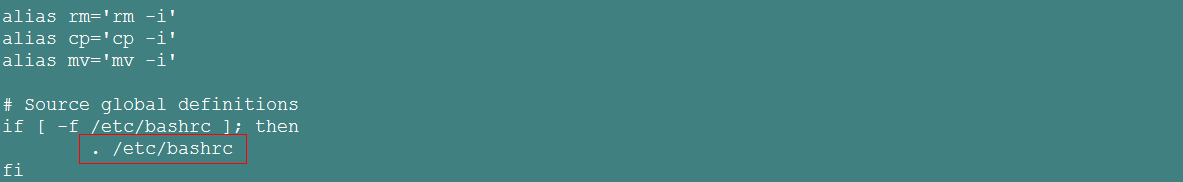 alias rm='rm -i'
alias cp='cp -i'
alias mv='mv -i'
# Source global definitions
if [ -f /etc/bashrc ]; then
. /etc/bashrc
fi